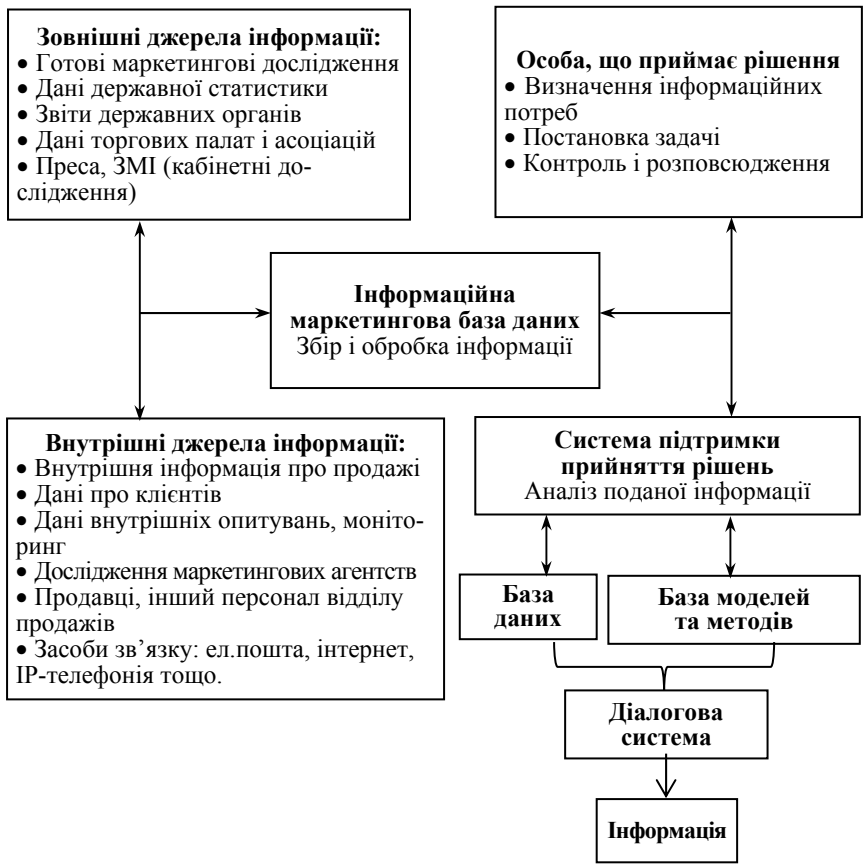 Зовнішні джерела інформації:
• Готові маркетингові дослідження
• Дані державної статистики
• Звіти державних органів
• Дані торгових палат і асоціацій
• Преса, ЗМІ (кабінетні до-
слідження)
Особа, що приймає рішення
• Визначення інформаційних
потреб
• Постановка задачі
• Контроль і розповсюдження
Інформаційна
маркетингова база даних
Збір і обробка інформації
Внутрішні джерела інформації:
• Внутрішня інформація про продажі
• Дані про клієнтів
• Дані внутрішніх опитувань, моніто-
ринг
• Дослідження маркетингових агентств
• Продавці, інший персонал відділу
продажів
• Засоби зв’язку: ел.пошта, інтернет,
IP-телефонія тощо.
Система підтримки
прийняття рішень
Аналіз поданої інформації
База
даних
База моделей
та методів
Діалогова
система
Інформація